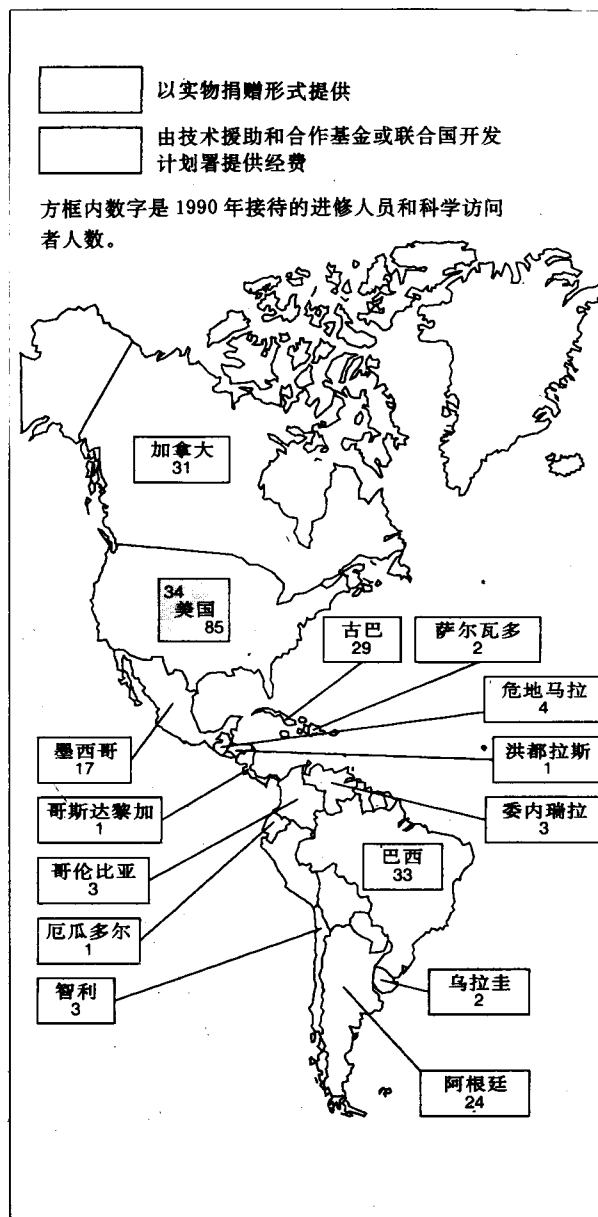 以实物捐赠形式提供
由技术援助和合作基金或联合国开发
计划署提供经费
方框内数字是 1990 年接待的进修人员和科学访问
者人数。
加拿大
31
34
美国
85
古巴
29
萨尔瓦多
2
危地马拉
4
墨西哥
17
洪都拉斯
1
哥斯达黎加
1
委内瑞拉
3
哥伦比亚
3
巴西
33
厄瓜多尔
1
智利
3
乌拉圭
2
阿根廷
24